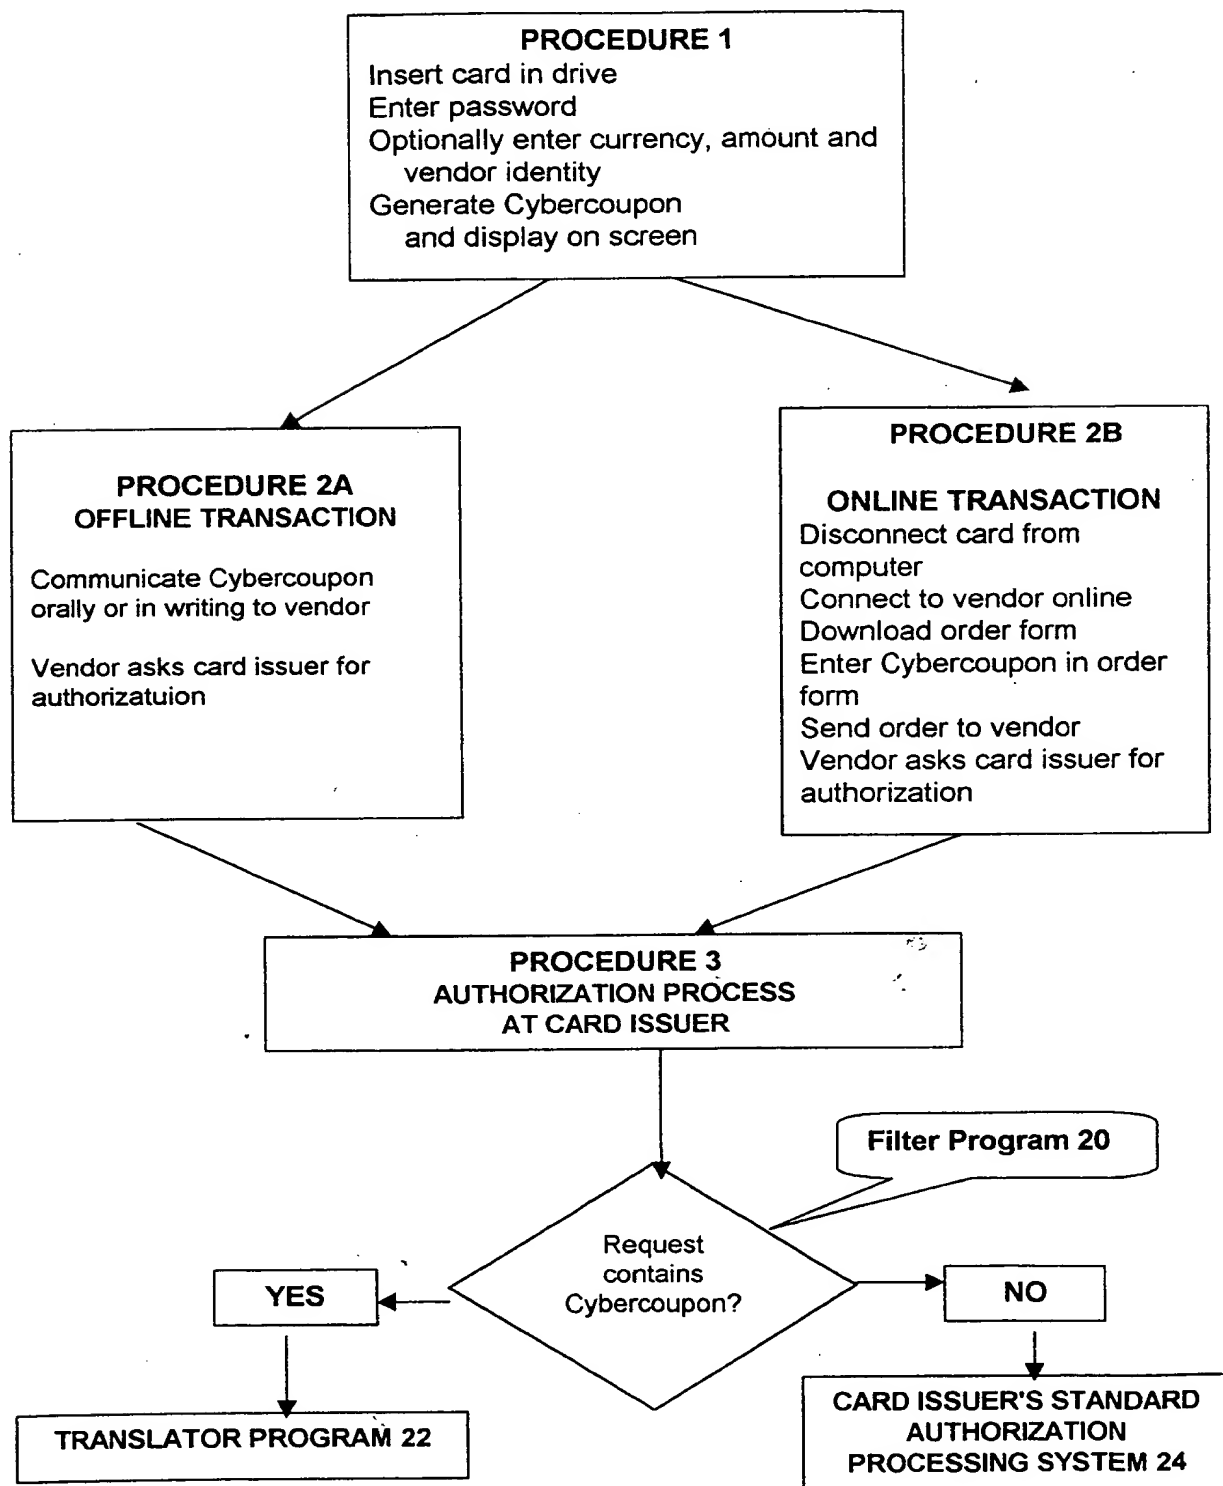 PROCEDURE 1
Insert card in drive
Enter password
Optionally enter currency, amount and
vendor identity
Generate Cybercoupon
and display on screen
PROCEDURE 2A
OFFLINE TRANSACTION
Communicate Cybercoupon
orally or in writing to vendor
Vendor asks card issuer for
authorizatuion
PROCEDURE 2B
ONLINE TRANSACTION
Disconnect card from
computer
Connect to vendor online
Download order form
Enter Cybercoupon in order
form
Send order to vendor
Vendor asks card issuer for
authorization
PROCEDURE 3
AUTHORIZATION PROCESS
AT CARD ISSUER
Filter Program 20
Request
contains
Cybercoupon?
YES
NO
TRANSLATOR PROGRAM 22
CARD ISSUER'S STANDARD
AUTHORIZATION
PROCESSING SYSTEM 24